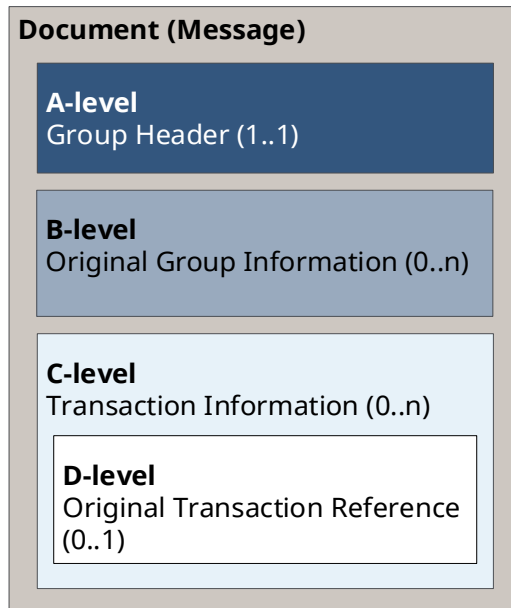 Document (Message)
A-level
Group Header (1..1)
B-level
Original Group Information (0..n)
C-level
Transaction Information (0..n)
D-level
Original Transaction Reference
(0..1)